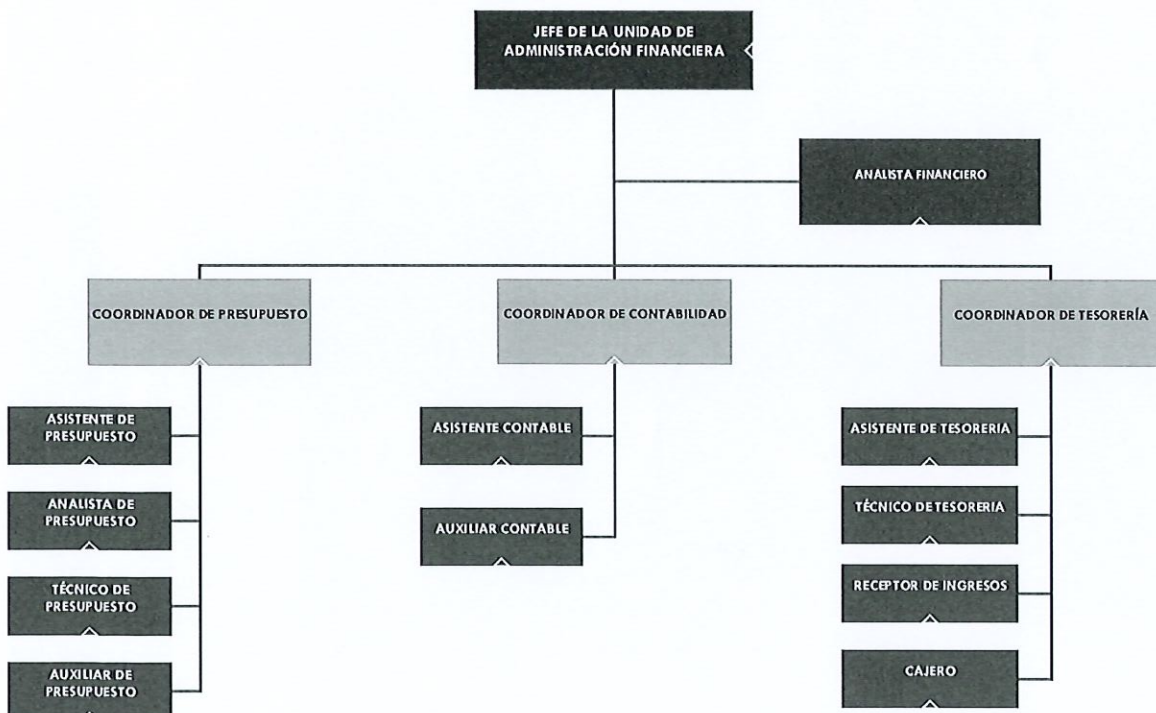 JEFE DE LA UNIDAD DE
ADMINISTRACIÓN FINANCIERA
ANALISTA FINANCIERO
COORDINADOR DE PRESUPUESTO
COORDINADOR DE CONTABILIDAD
COORDINADOR DE TESORERÍA
ASISTENTE DE
PRESUPUESTO
ANALISTA DE
PRESUPUESTO
TÉCNICO DE
PRESUPUESTO
AUXILIAR DE
PRESUPUESTO
ASISTENTE CONTABLE
AUXILIAR CONTABLE
ASISTENTE DE TESORERIA
TÉCNICO DE TESORERIA
RECEPTOR DE INGRESOS
CAJERO